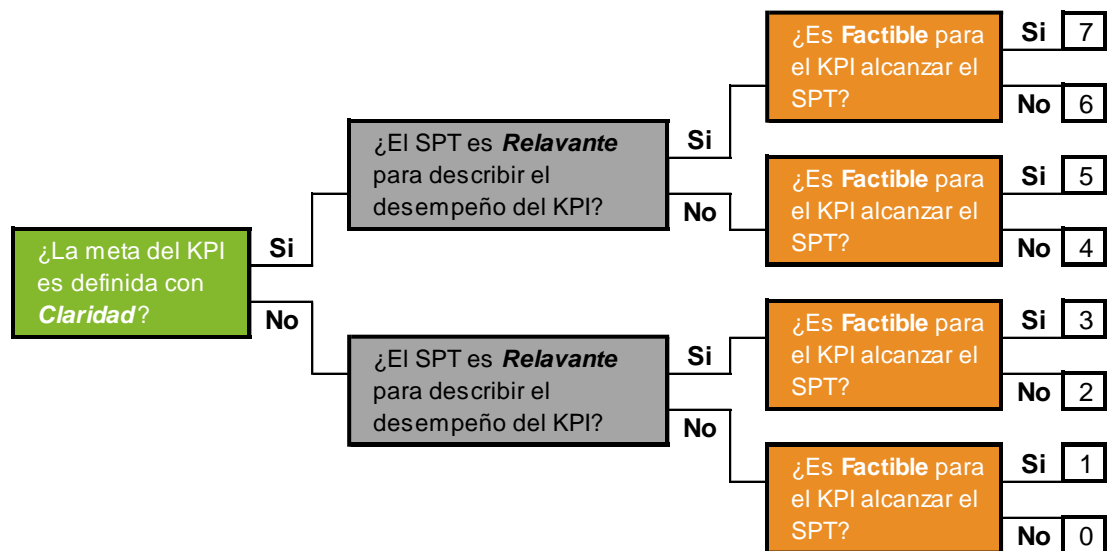 ¿La meta del KPI
es definida con
Claridad?
Si
No
¿El SPT es Relavante
para describir el
desempeño del KPI?
Si
No
¿El SPT es Relavante
para describir el
desempeño del KPI?
Si
No
¿Es Factible para
el KPI alcanzar el
SPT?
Si 7
No 6
¿Es Factible para
el KPI alcanzar el
SPT?
Si 5
No 4
¿Es Factible para
el KPI alcanzar el
SPT?
Si 3
No 2
¿Es Factible para
el KPI alcanzar el
SPT?
Si 1
No 0